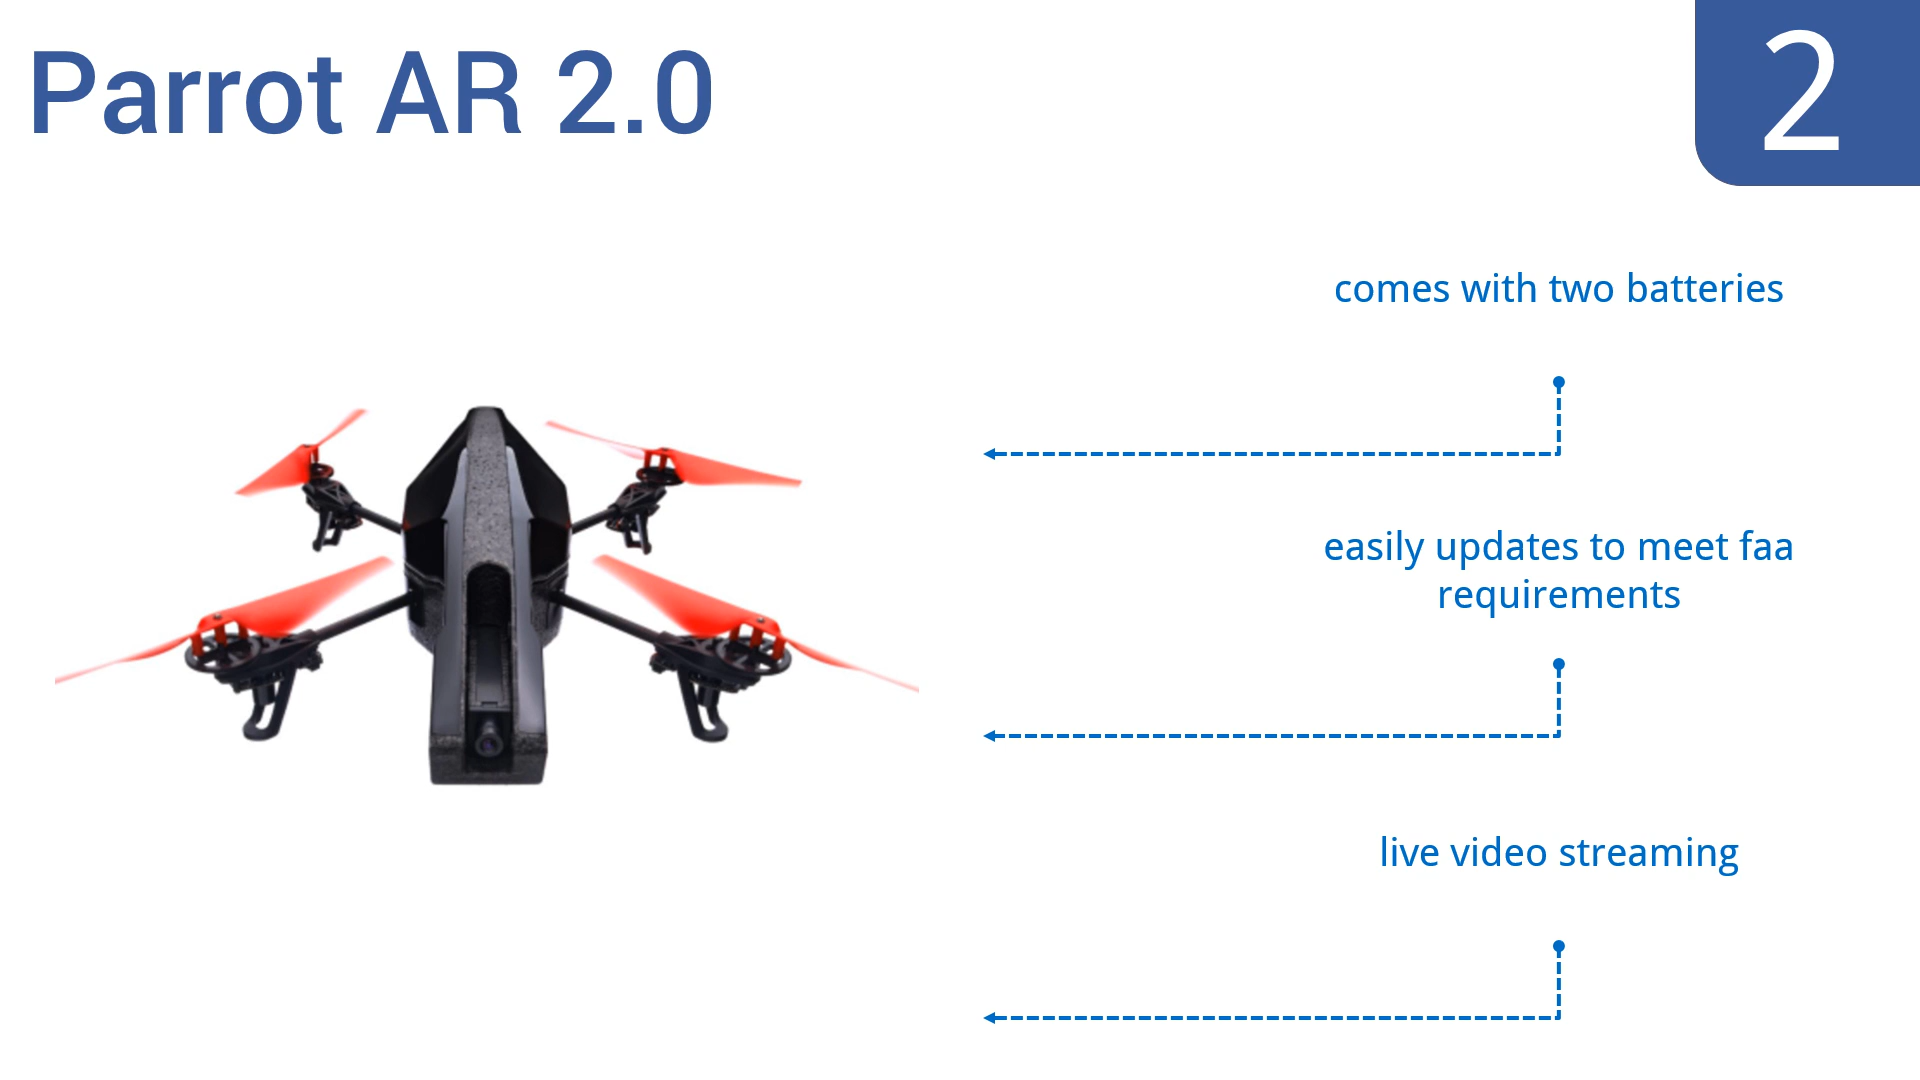 Parrot AR 2.0
2
comes with two batteries
easily updates to meet faa
requirements
live video streaming